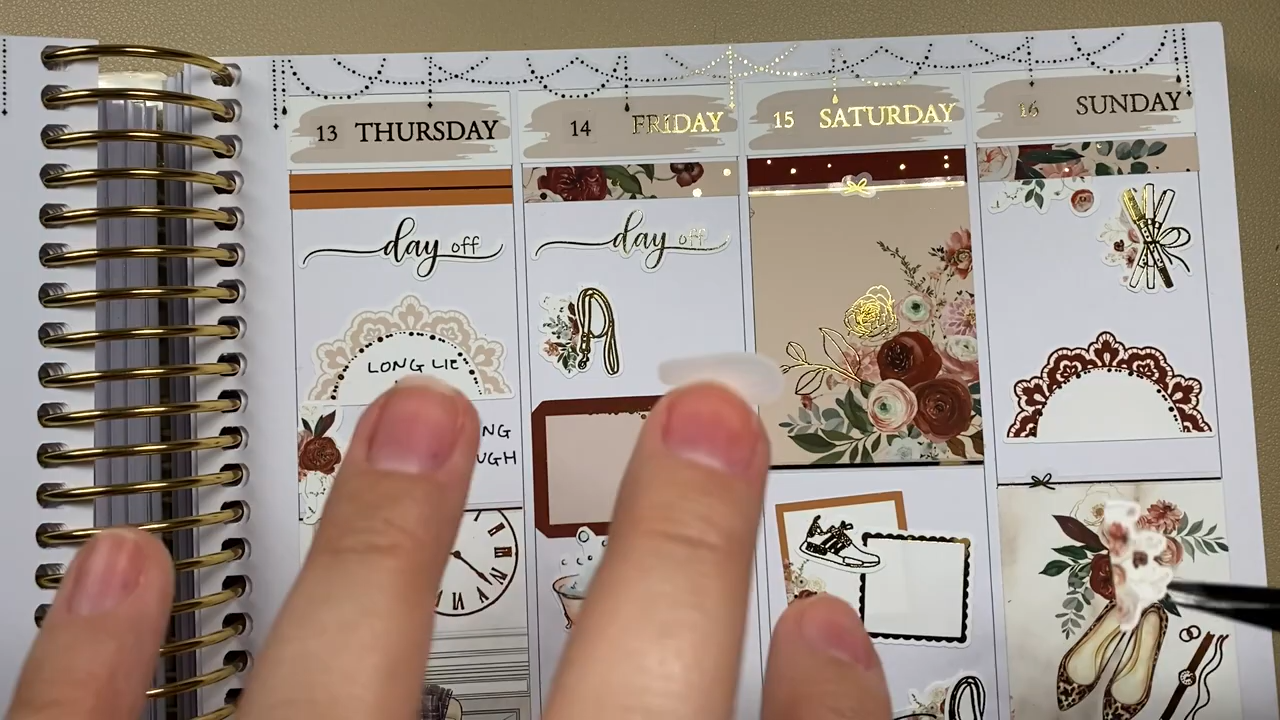 13 THURSDAY
14 FRIDAY
15 SATURDAY
16 SUNDAY
day off
day off
LONG LIE